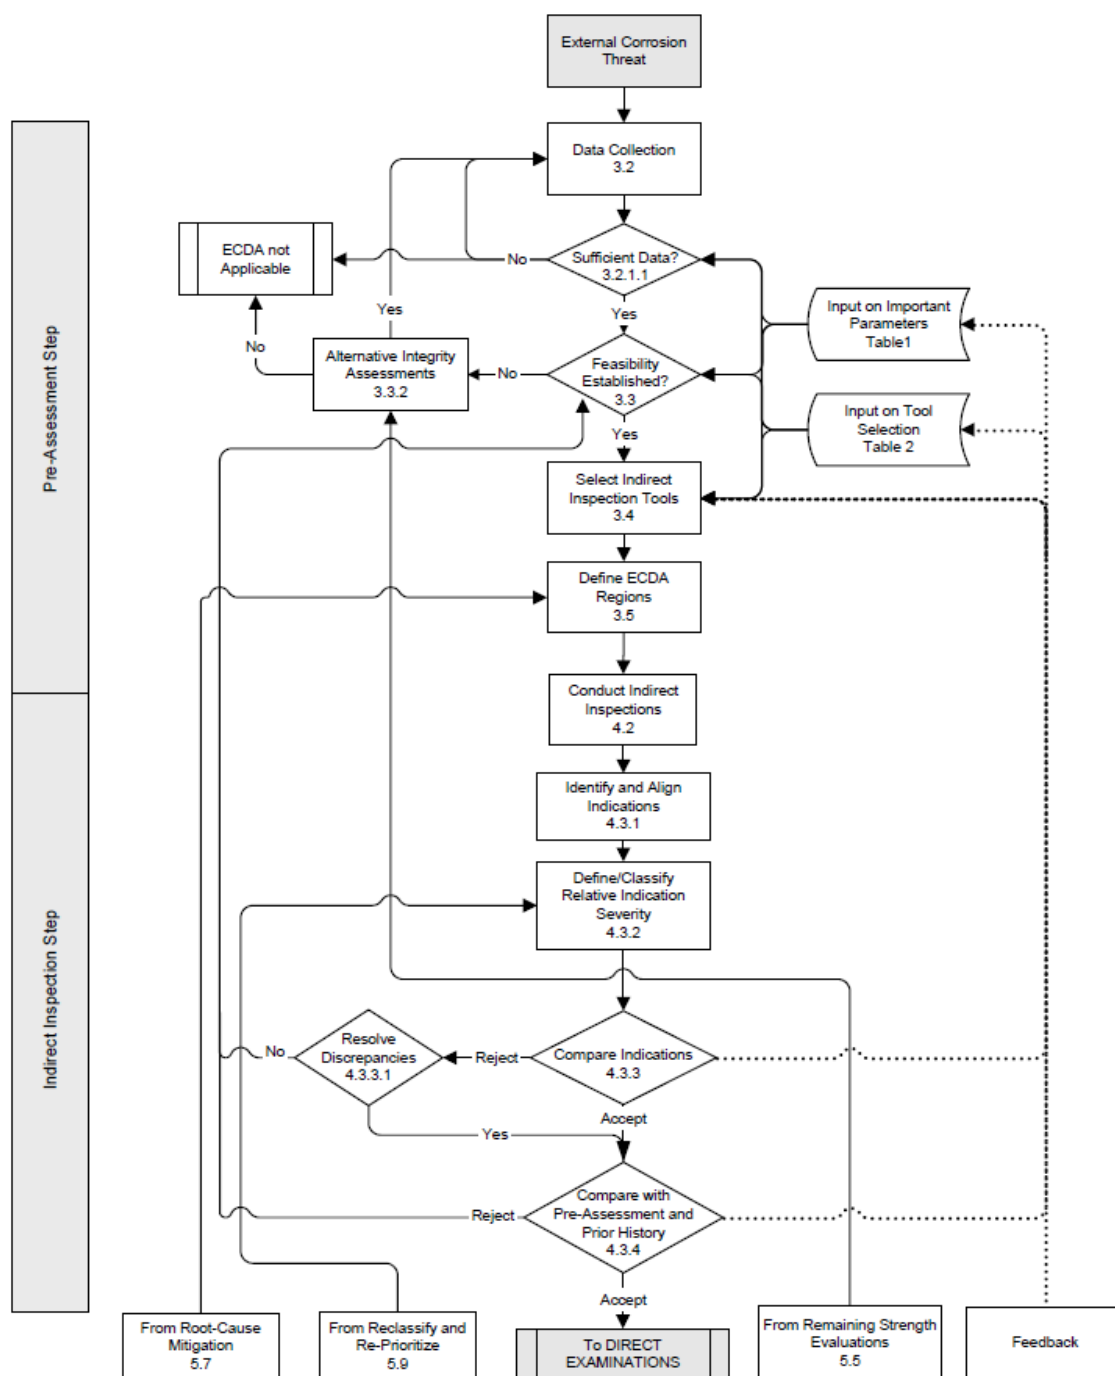 External Corrosion
Threat
Pre-Assessment Step
Data Collection
3.2
ECDA not
Applicable
No
Sufficient Data?
3.2.1.1
Yes
Yes
Input on Important
Parameters
Table1
No
Alternative Integrity
Assessments
3.3.2
No
Feasibility
Established?
3.3
Yes
Input on Tool
Selection
Table 2
Select Indirect
Inspection Tools
3.4
Define ECDA
Regions
3.5
Indirect Inspection Step
Conduct Indirect
Inspections
4.2
Identify and Align
Indications
4.3.1
Define/Classify
Relative Indication
Severity
4.3.2
No
Resolve
Discrepancies
4.3.3.1
Reject
Compare Indications
4.3.3
Accept
Yes
Reject
Compare with
Pre-Assessment and
Prior History
4.3.4
Accept
From Root-Cause
Mitigation
5.7
From Reclassify and
Re-Prioritize
5.9
To DIRECT
EXAMINATIONS
From Remaining Strength
Evaluations
5.5
Feedback